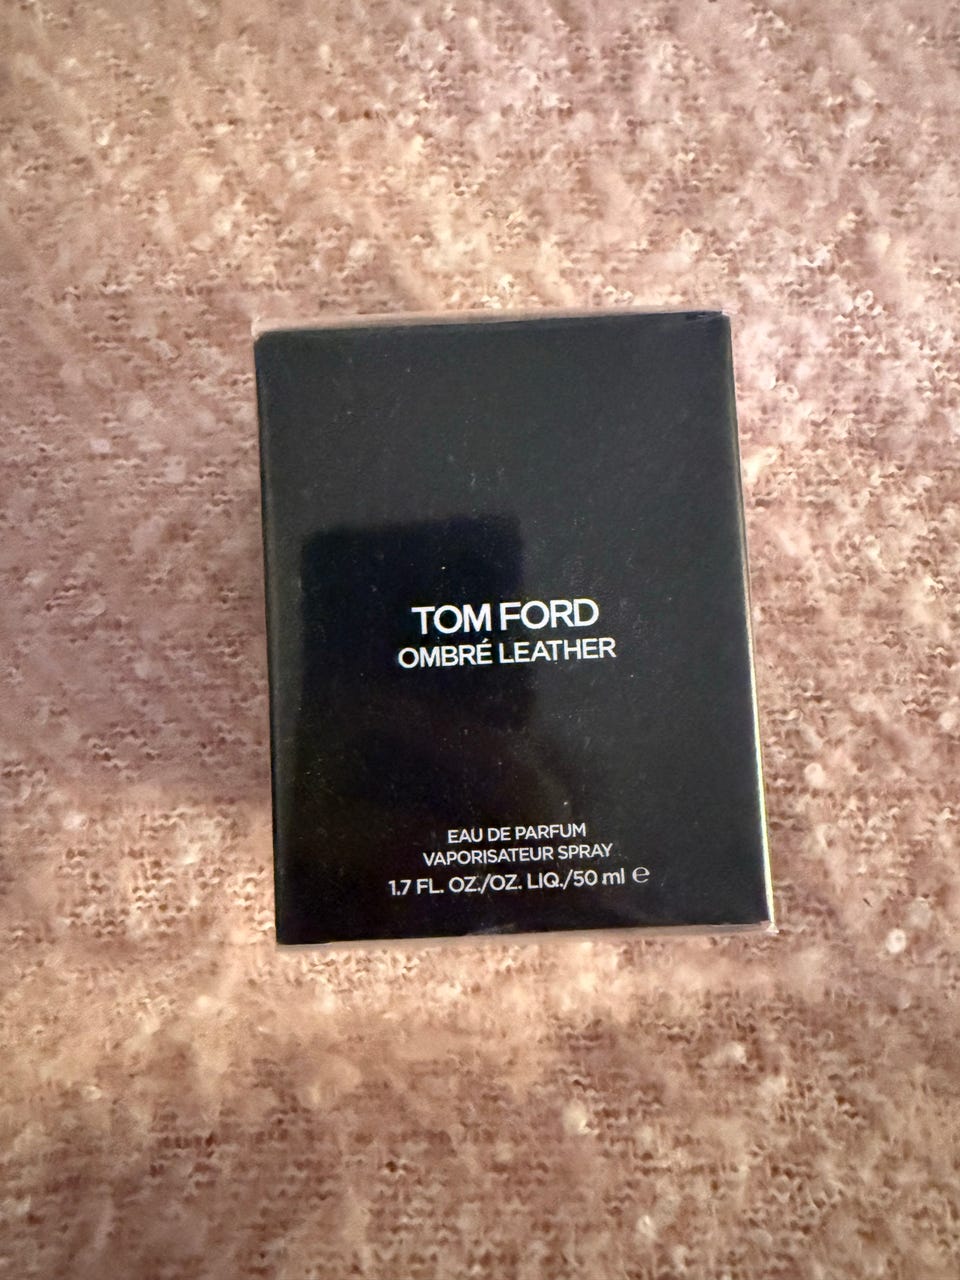 TOM FORD
OMBRÉ LEATHER
EAU DE PARFUM
VAPORISATEUR SPRAY
1.7 FL. OZ./OZ. LIQ./50 ml ℮